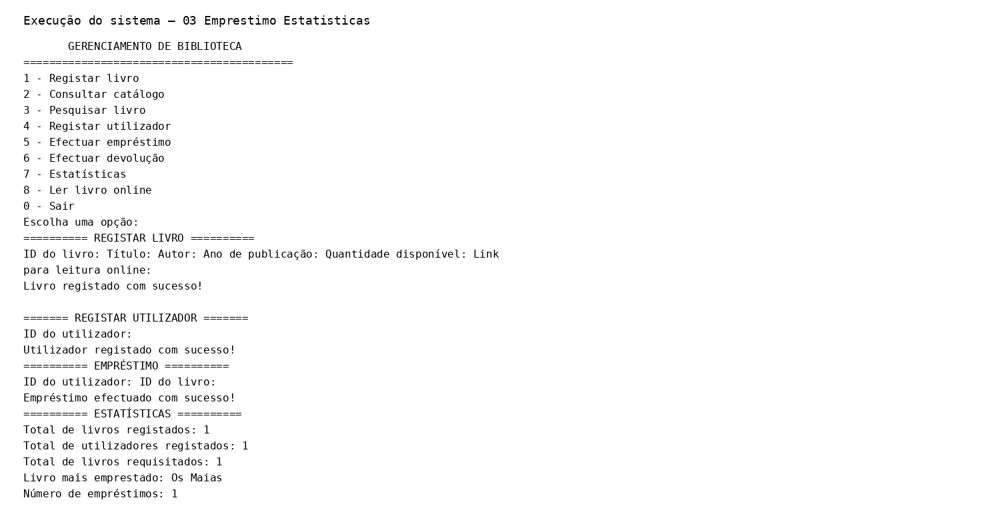 Execução do sistema — 03 Emprestimo Estatisticas
GERENCIAMENTO DE BIBLIOTECA
==========================================
1 - Registar livro
2 - Consultar catálogo
3 - Pesquisar livro
4 - Registar utilizador
5 - Efectuar empréstimo
6 - Efectuar devolução
7 - Estatísticas
8 - Ler livro online
0 - Sair
Escolha uma opção:
========== REGISTAR LIVRO ==========
ID do livro: Título: Autor: Ano de publicação: Quantidade disponível: Link
para leitura online:
Livro registado com sucesso!

======= REGISTAR UTILIZADOR =======
ID do utilizador:
Utilizador registado com sucesso!
========== EMPRÉSTIMO ==========
ID do utilizador: ID do livro:
Empréstimo efectuado com sucesso!
========== ESTATÍSTICAS ==========
Total de livros registados: 1
Total de utilizadores registados: 1
Total de livros requisitados: 1
Livro mais emprestado: Os Maias
Número de empréstimos: 1